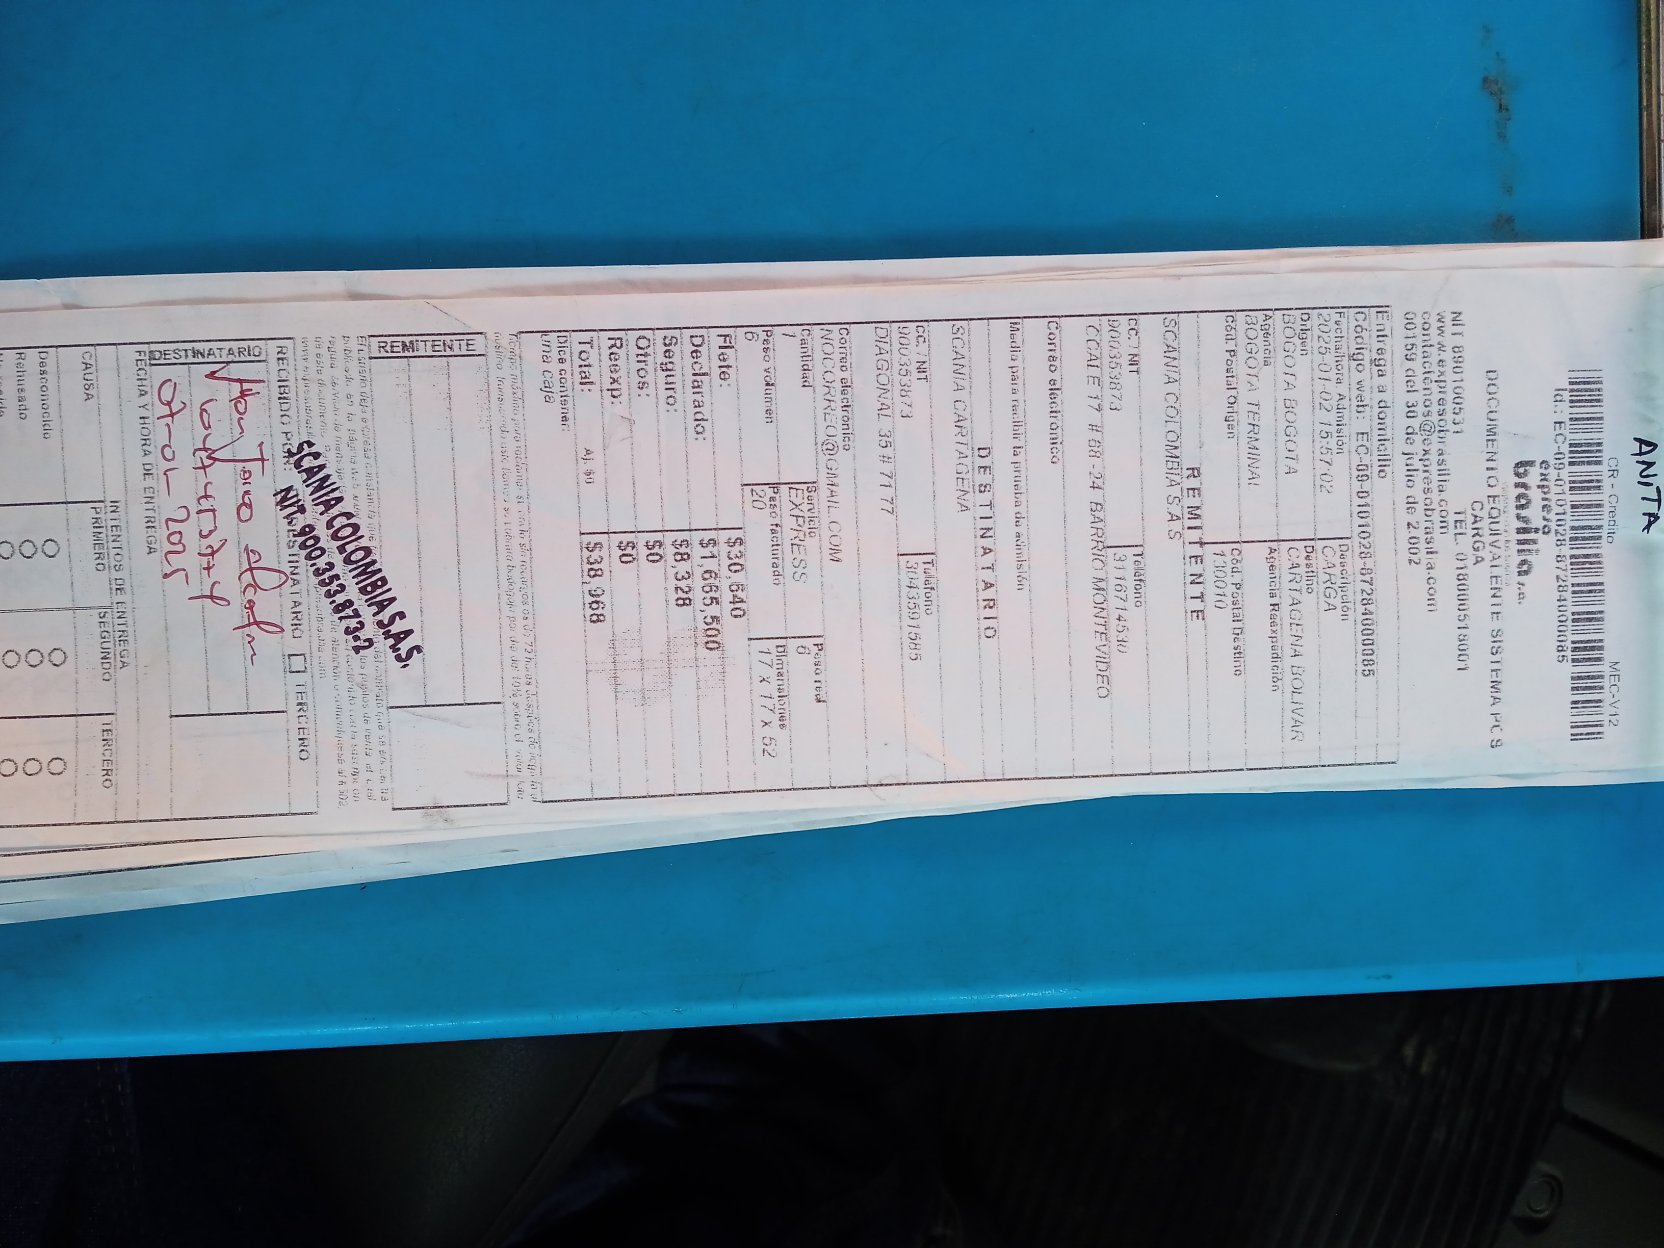 ANITA
CR - Crédito MEC-V12
Id.: EC-09-0101028-8728400085
expreso
brasilia s.a.
DOCUMENTO EQUIVALENTE SISTEMA POS
CARGA
NIT 890100531 TEL. 018000518001
www.expresobrasilia.com
contactenos@expresobrasilia.com
00159 del 30 de julio de 2002
Entrega a domicilio
Código web: EC-09-0101028-8728400085
Fecha/hora Admisión Descripción
2025-01-02 15:57:02 CARGA
Origen Destino
BOGOTA BOGOTA CARTAGENA BOLIVAR
Agencia Agencia Reexpedición
BOGOTA TERMINAL
Cód. Postal Origen Cód. Postal Destino
130010
REMITENTE
SCANIA COLOMBIA S.A.S
CC. / NIT Teléfono
900353873 3116714530
CCALE 17 # 68 -24 BARRIO MONTEVIDEO
Correo electrónico
Medio para recibir la prueba de admisión
DESTINATARIO
SCANIA CARTAGENA
CC. / NIT Teléfono
900353873 3043591585
DIAGONAL 35 # 71 77
Correo electrónico
NOCORREO@GMAIL.COM
Cantidad Servicio Peso real
1 EXPRESS 6
Peso volumen Peso facturado Dimensiones
6 20 17 x 17 x 52
Flete: $30,640
Declarado: $1,665,500
Seguro: $8,328
Otros: $0
Reexp: $0
Total: Aj. $0 $38,968
Dice contener:
una caja
REMITENTE
SCANIA COLOMBIA S.A.S.
NIT. 900.353.873-2
RECIBIDO POR: DESTINATARIO TERCERO
DESTINATARIO
07-01-2025
FECHA Y HORA DE ENTREGA
INTENTOS DE ENTREGA
CAUSA PRIMERO SEGUNDO TERCERO
Desconocido
Rehusado